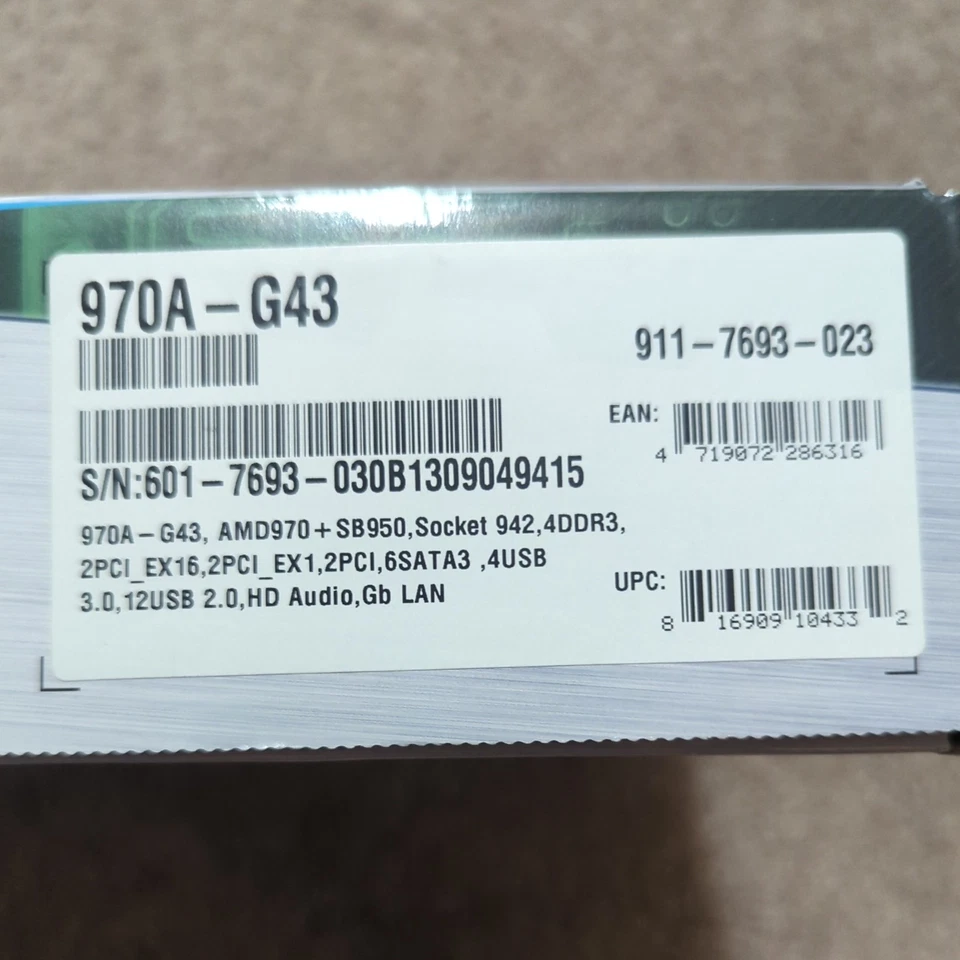 970A-G43
911-7693-023
EAN:
4 719072 286316
S/N:601-7693-030B1309049415
970A-G43, AMD970+SB950,Socket 942,4DDR3,
2PCI_EX16,2PCI_EX1,2PCI,6SATA3 ,4USB
3.0,12USB 2.0,HD Audio,Gb LAN
UPC:
8 16909 10433 2